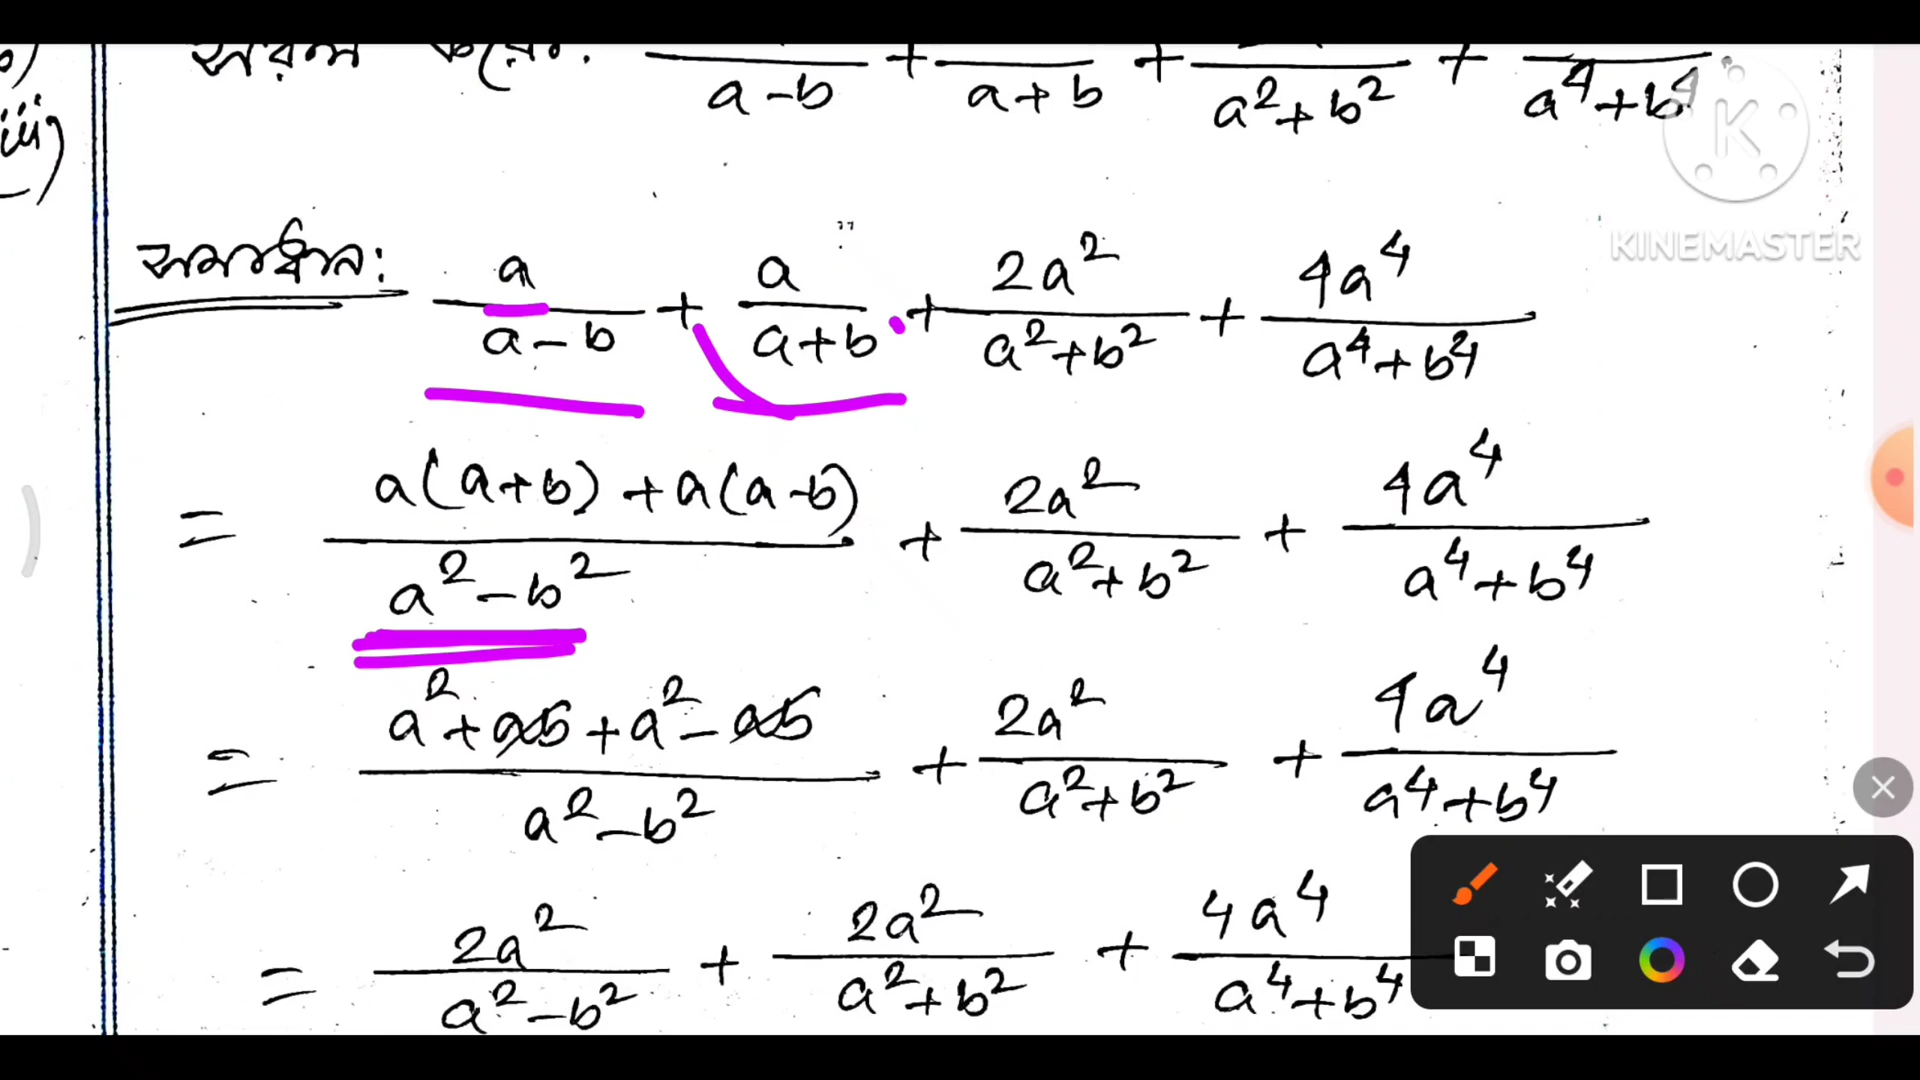 b)
iii)
সরল করো: a-b + a+b + a²+b² + a⁴+b⁴
KINEMASTER
সমাধান: a/(a-b) + a/(a+b) + 2a²/(a²+b²) + 4a⁴/(a⁴+b⁴)
= (a(a+b)+a(a-b))/(a²-b²) + 2a²/(a²+b²) + 4a⁴/(a⁴+b⁴)
= (a²+ab+a²-ab)/(a²-b²) + 2a²/(a²+b²) + 4a⁴/(a⁴+b⁴)
= 2a²/(a²-b²) + 2a²/(a²+b²) + 4a⁴/(a⁴+b⁴)